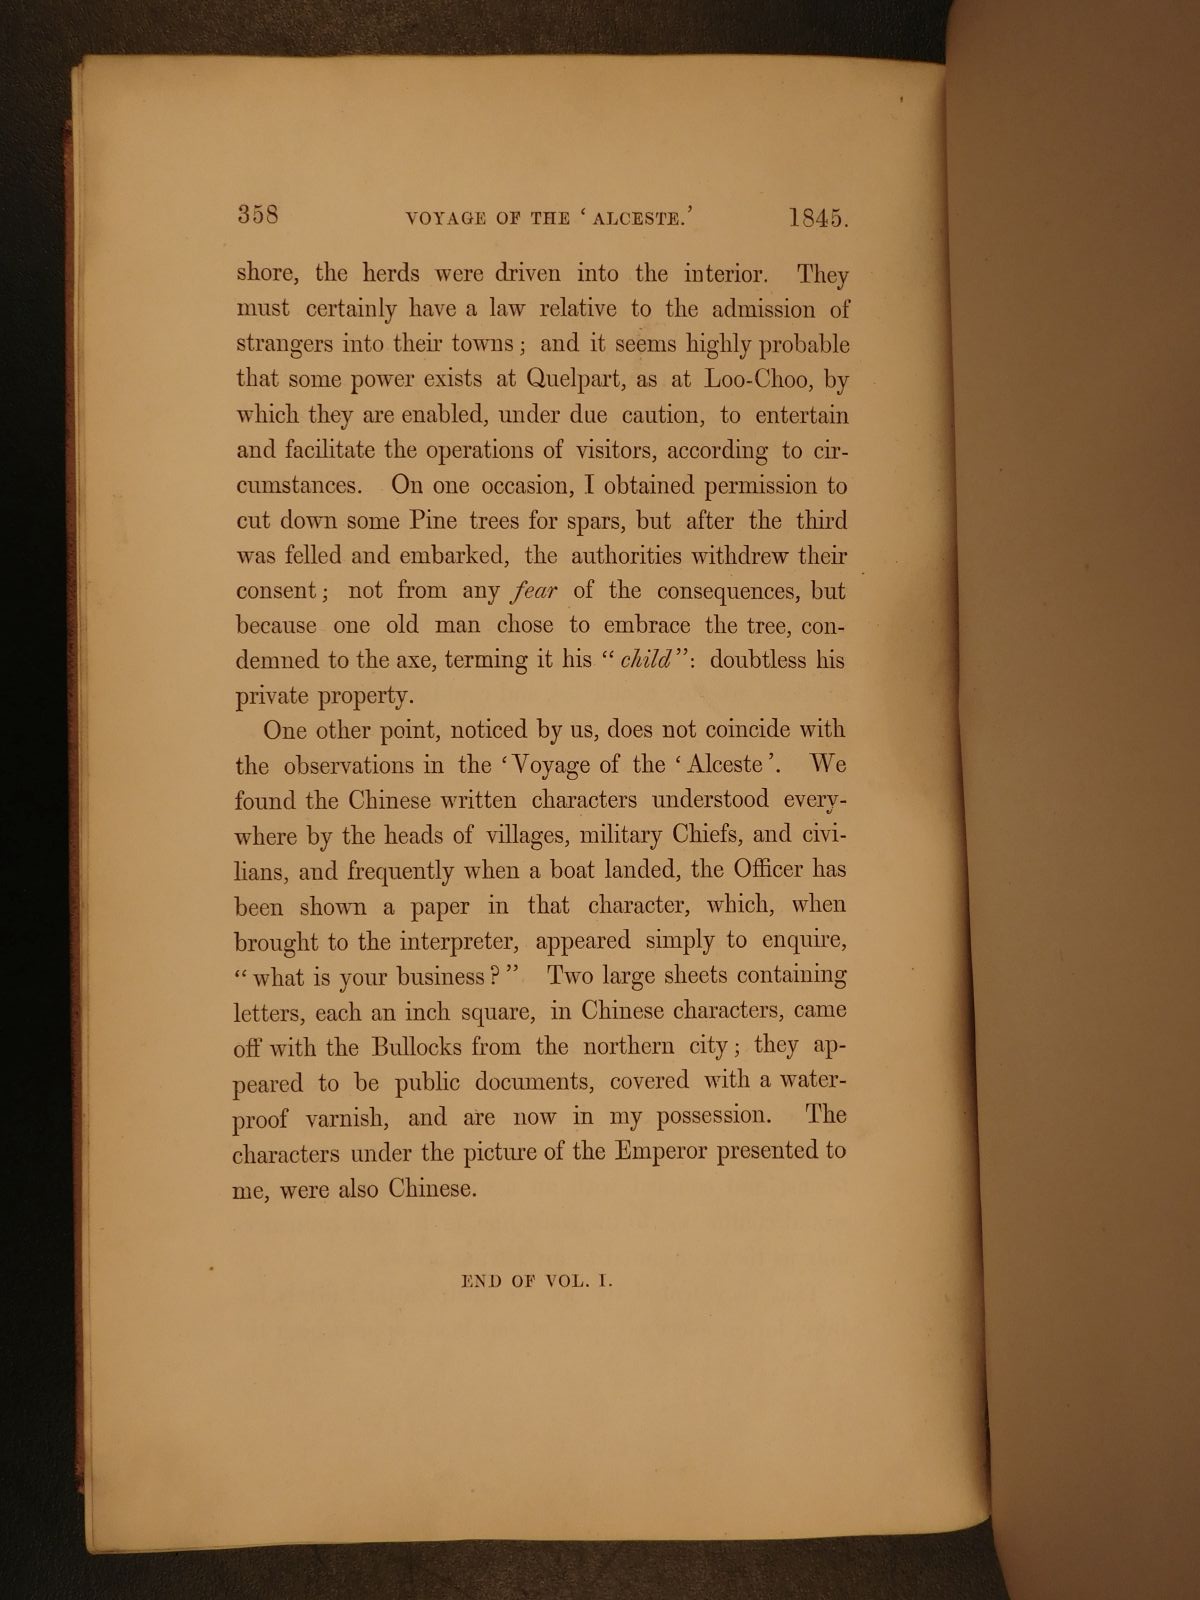 358 VOYAGE OF THE ‘ ALCESTE.’ 1845.
shore, the herds were driven into the interior. They
must certainly have a law relative to the admission of
strangers into their towns ; and it seems highly probable
that some power exists at Quelpart, as at Loo-Choo, by
which they are enabled, under due caution, to entertain
and facilitate the operations of visitors, according to cir-
cumstances. On one occasion, I obtained permission to
cut down some Pine trees for spars, but after the third
was felled and embarked, the authorities withdrew their
consent ; not from any fear of the consequences, but
because one old man chose to embrace the tree, con-
demned to the axe, terming it his “ child ” : doubtless his
private property.
One other point, noticed by us, does not coincide with
the observations in the ‘ Voyage of the ‘ Alceste ’. We
found the Chinese written characters understood every-
where by the heads of villages, military Chiefs, and civi-
lians, and frequently when a boat landed, the Officer has
been shown a paper in that character, which, when
brought to the interpreter, appeared simply to enquire,
“ what is your business ? ” Two large sheets containing
letters, each an inch square, in Chinese characters, came
off with the Bullocks from the northern city ; they ap-
peared to be public documents, covered with a water-
proof varnish, and are now in my possession. The
characters under the picture of the Emperor presented to
me, were also Chinese.
END OF VOL. I.